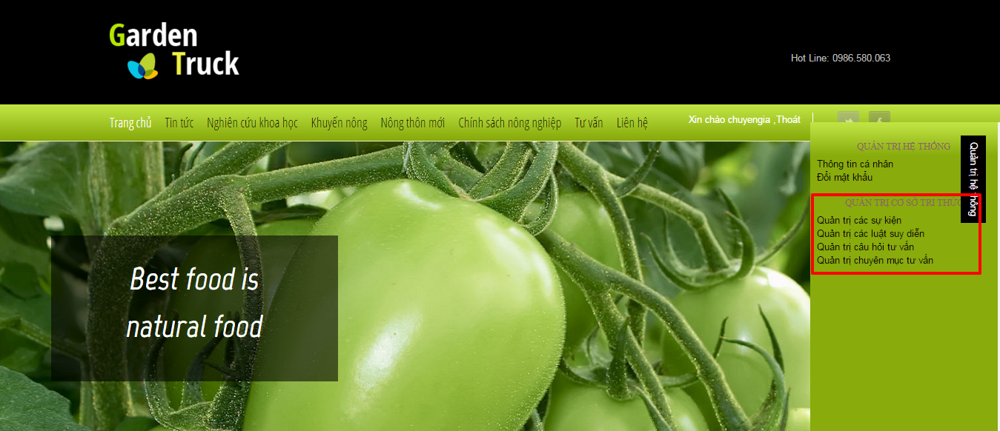 Garden
Truck
Hot Line: 0986.580.063
Trang chủ Tin tức Nghiên cứu khoa học Khuyến nông Nông thôn mới Chính sách nông nghiệp Tư vấn Liên hệ
Xin chào chuyengia ,Thoát
QUẢN TRỊ HỆ THỐNG
Thông tin cá nhân
Đổi mật khẩu
QUẢN TRỊ CƠ SỞ TRI THỨC
Quản trị các sự kiện
Quản trị các luật suy diễn
Quản trị câu hỏi tư vấn
Quản trị chuyên mục tư vấn
Quản trị hệ thống
Best food is
natural food